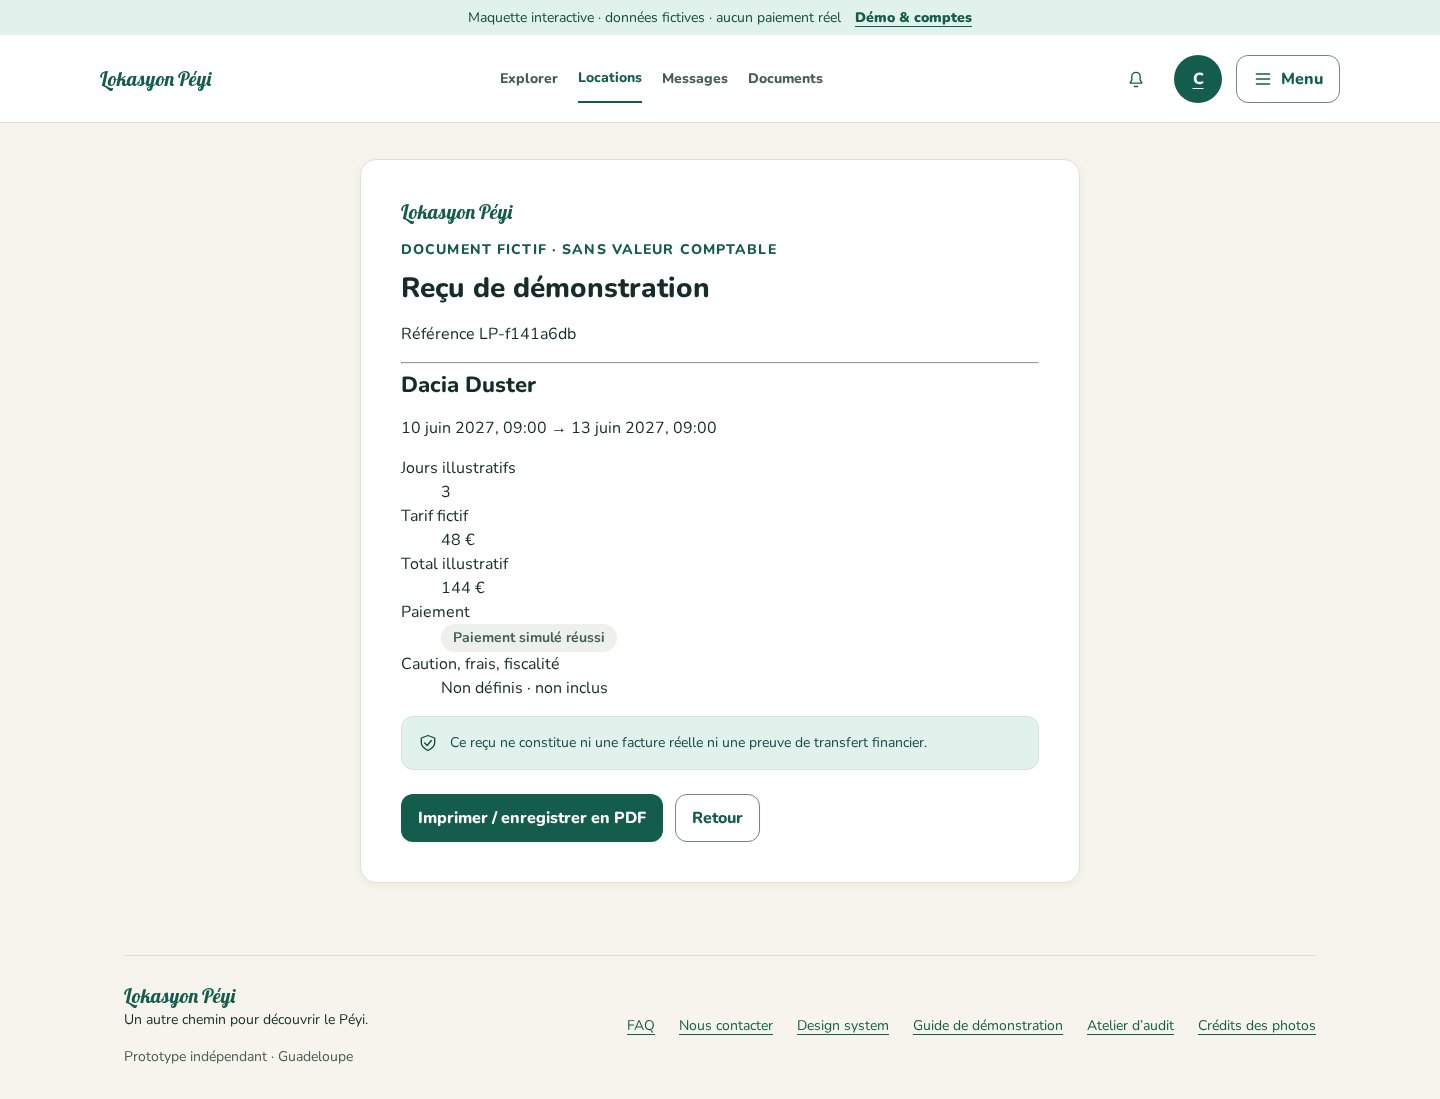 Maquette interactive · données fictives · aucun paiement réel Démo & comptes
Lokasyon Péyi Explorer Locations Messages Documents C Menu
Lokasyon Péyi
DOCUMENT FICTIF · SANS VALEUR COMPTABLE
Reçu de démonstration
Référence LP-f141a6db
Dacia Duster
10 juin 2027, 09:00 → 13 juin 2027, 09:00
Jours illustratifs
3
Tarif fictif
48 €
Total illustratif
144 €
Paiement
Paiement simulé réussi
Caution, frais, fiscalité
Non définis · non inclus
Ce reçu ne constitue ni une facture réelle ni une preuve de transfert financier.
Imprimer / enregistrer en PDF Retour
Lokasyon Péyi
Un autre chemin pour découvrir le Péyi.
FAQ Nous contacter Design system Guide de démonstration Atelier d’audit Crédits des photos
Prototype indépendant · Guadeloupe